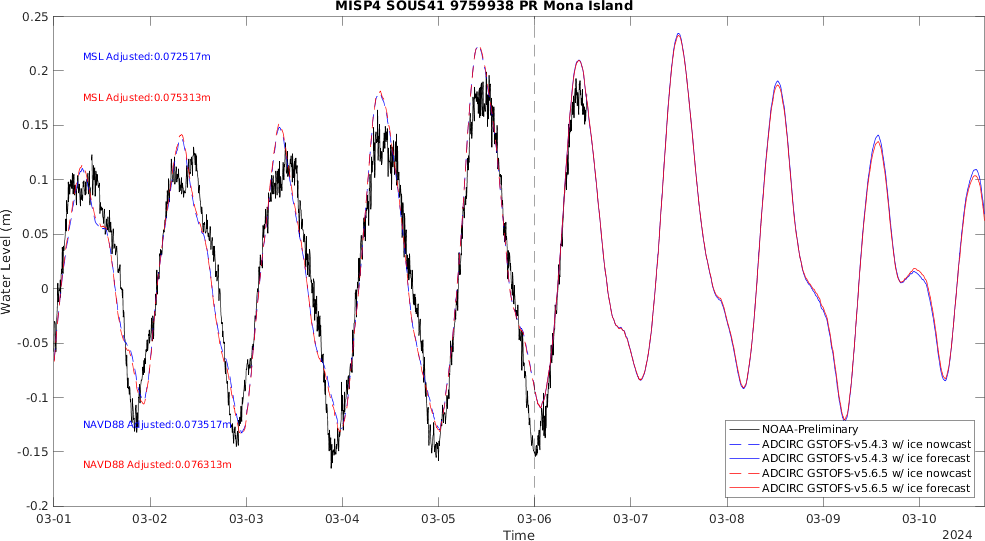 MISP4 SOUS41 9759938 PR Mona Island
0.25
0.2
0.15
0.1
0.05
0
-0.05
-0.1
-0.15
-0.2
Water Level (m)
MSL Adjusted:0.072517m
MSL Adjusted:0.075313m
NAVD88 Adjusted:0.073517m
NAVD88 Adjusted:0.076313m
NOAA-Preliminary
ADCIRC GSTOFS-v5.4.3 w/ ice nowcast
ADCIRC GSTOFS-v5.4.3 w/ ice forecast
ADCIRC GSTOFS-v5.6.5 w/ ice nowcast
ADCIRC GSTOFS-v5.6.5 w/ ice forecast
03-01 03-02 03-03 03-04 03-05 03-06 03-07 03-08 03-09 03-10
Time
2024